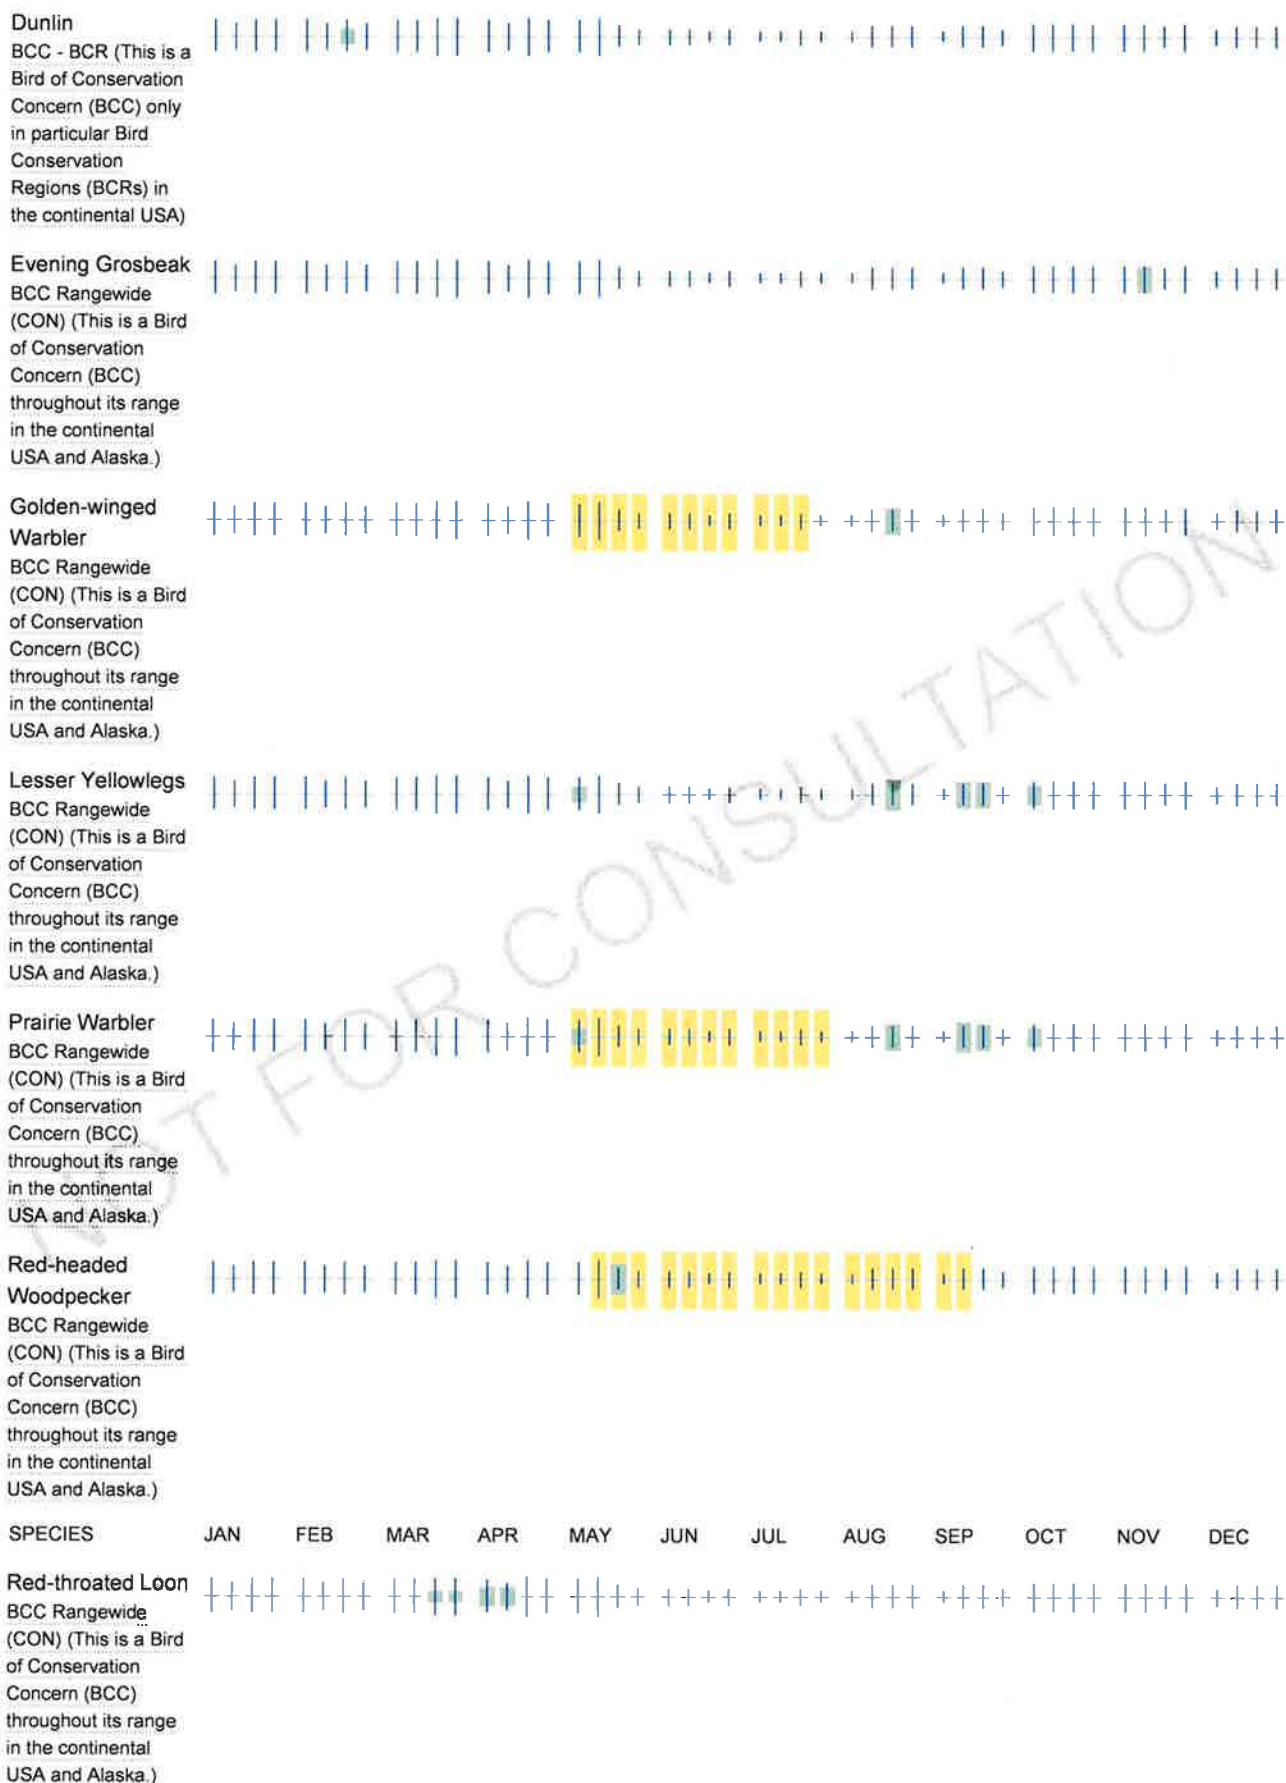 Dunlin
BCC - BCR (This is a
Bird of Conservation
Concern (BCC) only
in particular Bird
Conservation
Regions (BCRs) in
the continental USA)
Evening Grosbeak
BCC Rangewide
(CON) (This is a Bird
of Conservation
Concern (BCC)
throughout its range
in the continental
USA and Alaska.)
Golden-winged
Warbler
BCC Rangewide
(CON) (This is a Bird
of Conservation
Concern (BCC)
throughout its range
in the continental
USA and Alaska.)
Lesser Yellowlegs
BCC Rangewide
(CON) (This is a Bird
of Conservation
Concern (BCC)
throughout its range
in the continental
USA and Alaska.)
Prairie Warbler
BCC Rangewide
(CON) (This is a Bird
of Conservation
Concern (BCC)
throughout its range
in the continental
USA and Alaska.)
Red-headed
Woodpecker
BCC Rangewide
(CON) (This is a Bird
of Conservation
Concern (BCC)
throughout its range
in the continental
USA and Alaska.)
SPECIES JAN FEB MAR APR MAY JUN JUL AUG SEP OCT NOV DEC
Red-throated Loon
BCC Rangewide
(CON) (This is a Bird
of Conservation
Concern (BCC)
throughout its range
in the continental
USA and Alaska.)
NOT FOR CONSULTATION